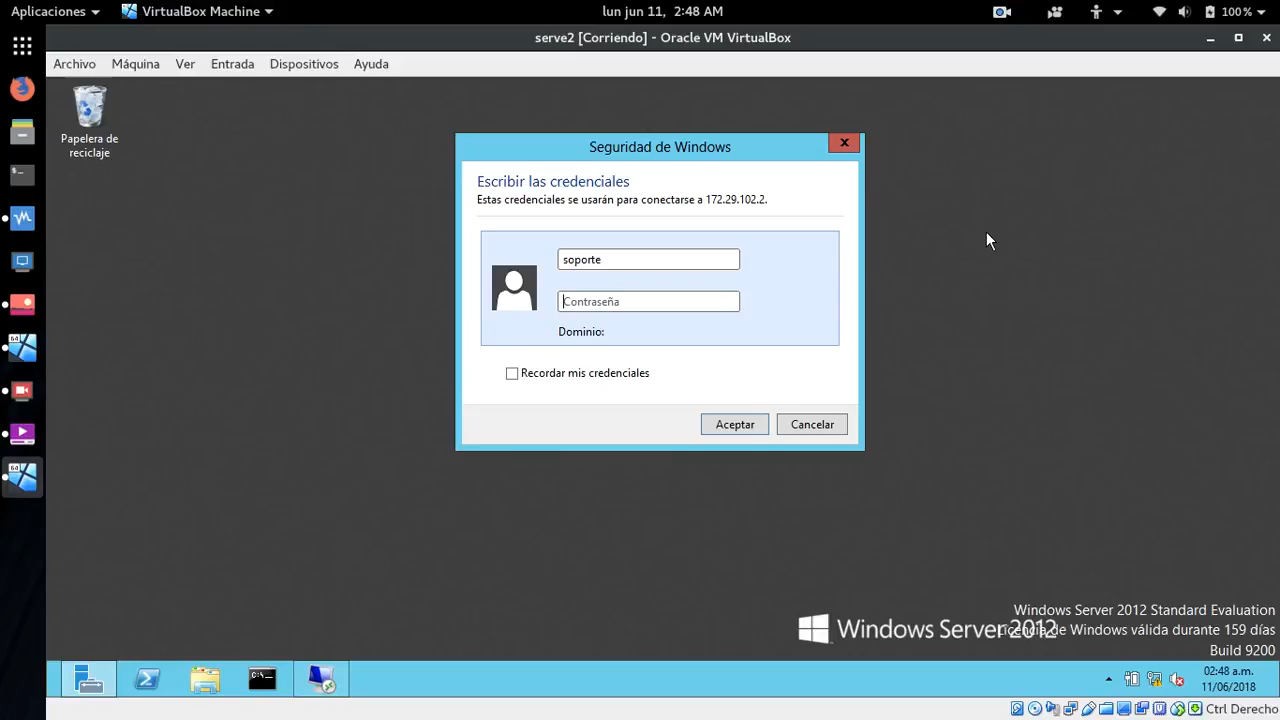 Aplicaciones
VirtualBox Machine
lun jun 11, 2:48 AM
100%
serve2 [Corriendo] - Oracle VM VirtualBox
Archivo Máquina Ver Entrada Dispositivos Ayuda
Papelera de
reciclaje
Seguridad de Windows
Escribir las credenciales
Estas credenciales se usarán para conectarse a 172.29.102.2.
soporte
Contraseña
Dominio:
Recordar mis credenciales
Aceptar Cancelar
Windows Server 2012
Windows Server 2012 Standard Evaluation
Licencia de Windows válida durante 159 días
Build 9200
02:48 a.m.
11/06/2018
Ctrl Derecho